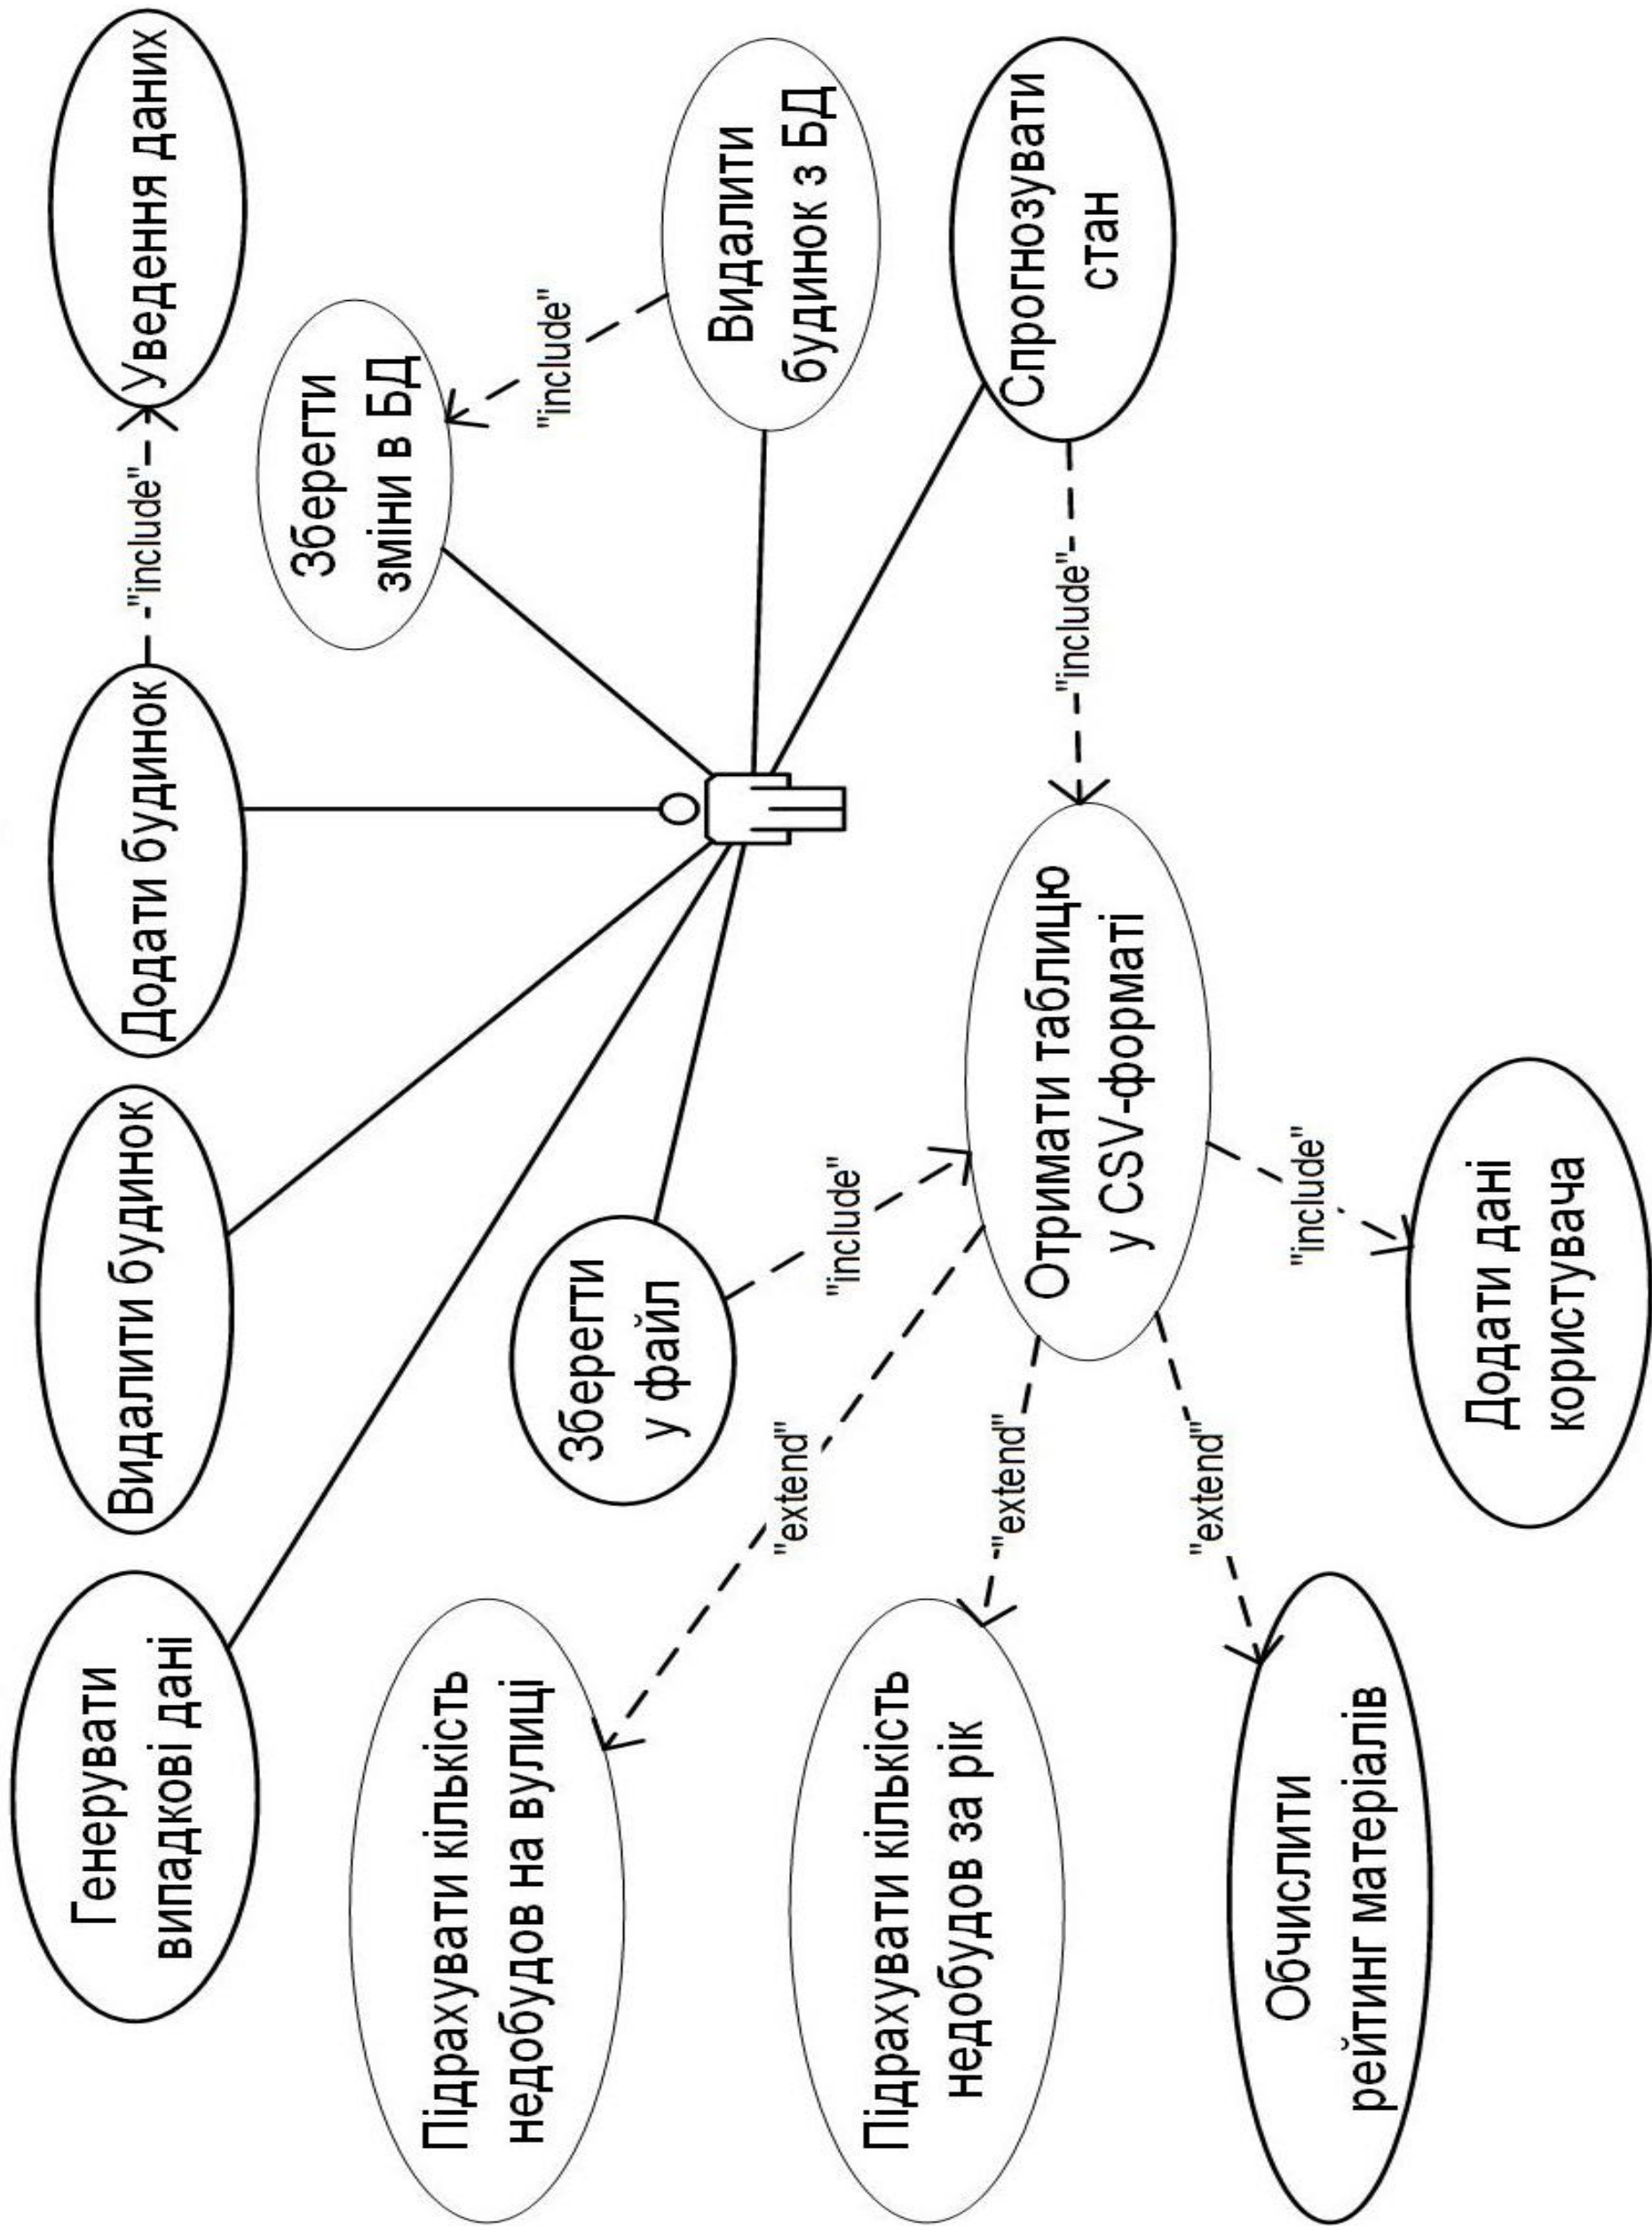 Генерувати
випадкові дані
Видалити будинок
Додати будинок
"include"
Уведення даних
Зберегти
зміни в БД
"include"
Видалити
будинок з БД
Спрогнозувати
стан
"include"
Зберегти
у файл
"include"
Отримати таблицю
у CSV-форматі
"include"
Додати дані
користувача
"extend"
Підрахувати кількість
недобудов на вулиці
"extend"
Підрахувати кількість
недобудов за рік
"extend"
Обчислити
рейтинг матеріалів